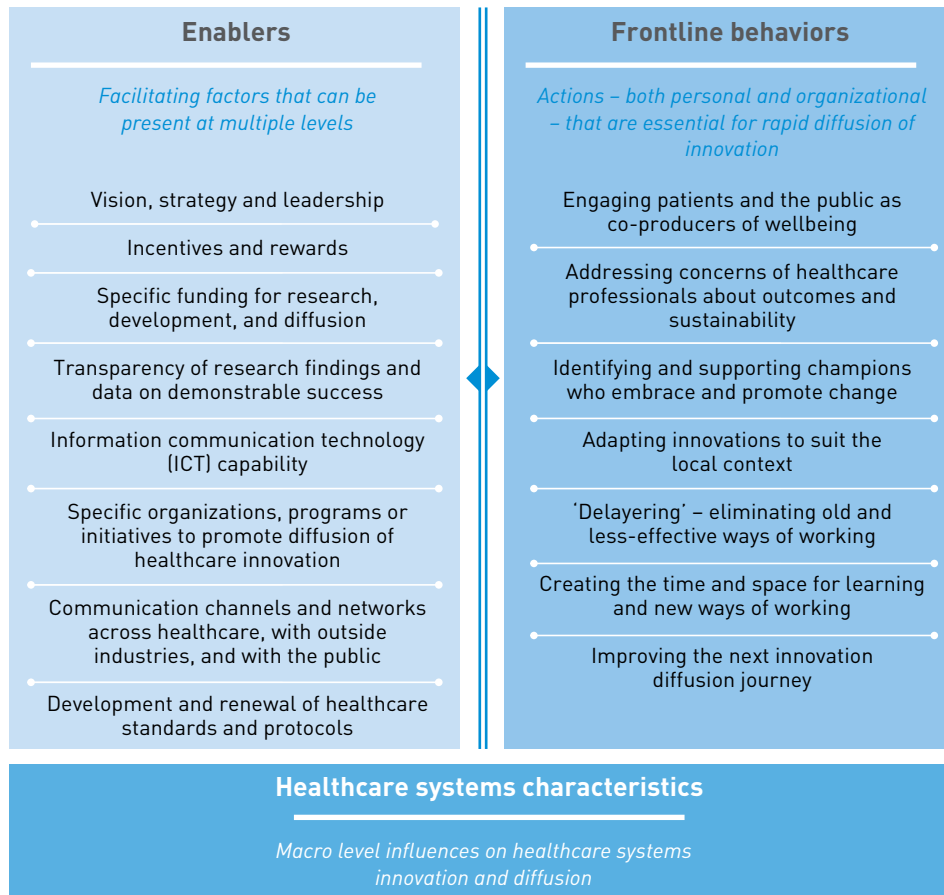 Enablers
Facilitating factors that can be
present at multiple levels
Vision, strategy and leadership
Incentives and rewards
Specific funding for research,
development, and diffusion
Transparency of research findings and
data on demonstrable success
Information communication technology
(ICT) capability
Specific organizations, programs or
initiatives to promote diffusion of
healthcare innovation
Communication channels and networks
across healthcare, with outside
industries, and with the public
Development and renewal of healthcare
standards and protocols
Frontline behaviors
Actions – both personal and organizational
– that are essential for rapid diffusion of
innovation
Engaging patients and the public as
co-producers of wellbeing
Addressing concerns of healthcare
professionals about outcomes and
sustainability
Identifying and supporting champions
who embrace and promote change
Adapting innovations to suit the
local context
‘Delayering’ – eliminating old and
less-effective ways of working
Creating the time and space for learning
and new ways of working
Improving the next innovation
diffusion journey
Healthcare systems characteristics
Macro level influences on healthcare systems
innovation and diffusion